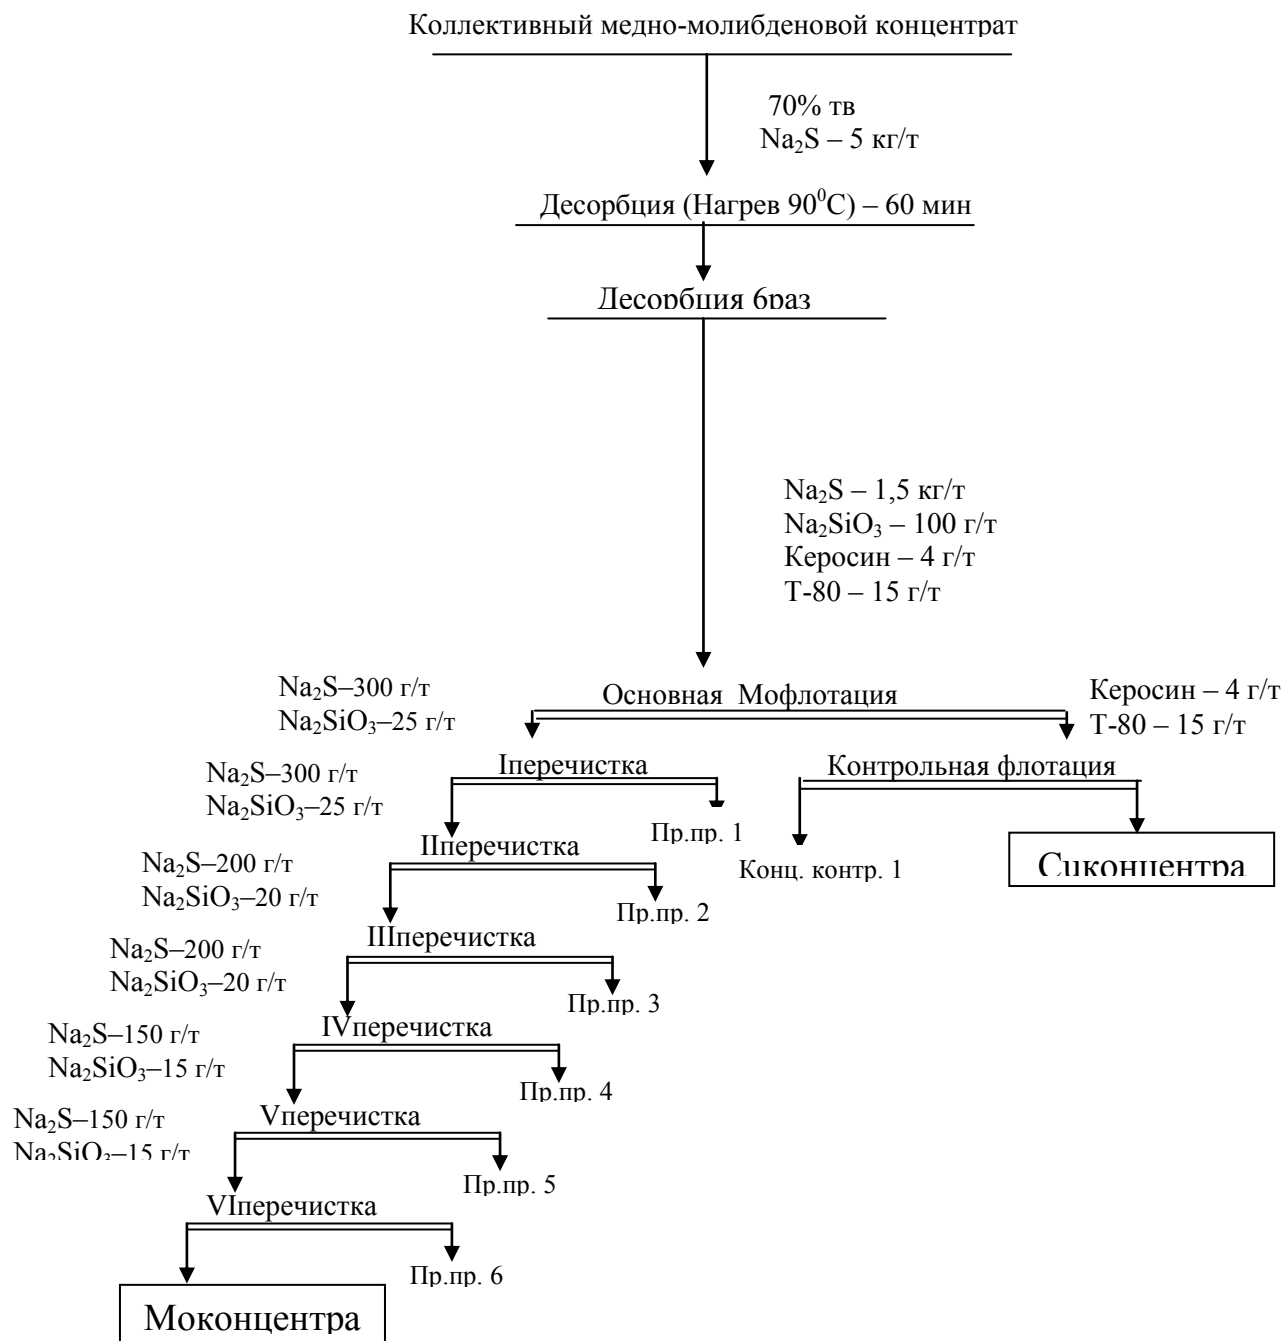 Коллективный медно-молибденовой концентрат
70% тв
Na₂S – 5 кг/т
Десорбция (Нагрев 90⁰С) – 60 мин
Десорбция 6раз
Na₂S – 1,5 кг/т
Na₂SiO₃ – 100 г/т
Керосин – 4 г/т
Т-80 – 15 г/т
Na₂S–300 г/т
Na₂SiO₃–25 г/т
Основная Мофлотация
Керосин – 4 г/т
Т-80 – 15 г/т
Na₂S–300 г/т
Na₂SiO₃–25 г/т
Iперечистка
Контрольная флотация
Пр.пр. 1
Конц. контр. 1
Cuконцентра
Na₂S–200 г/т
Na₂SiO₃–20 г/т
IIперечистка
Пр.пр. 2
Na₂S–200 г/т
Na₂SiO₃–20 г/т
IIIперечистка
Пр.пр. 3
Na₂S–150 г/т
Na₂SiO₃–15 г/т
IVперечистка
Пр.пр. 4
Na₂S–150 г/т
Na₂SiO₃–15 г/т
Vперечистка
Пр.пр. 5
VIперечистка
Пр.пр. 6
Моконцентра